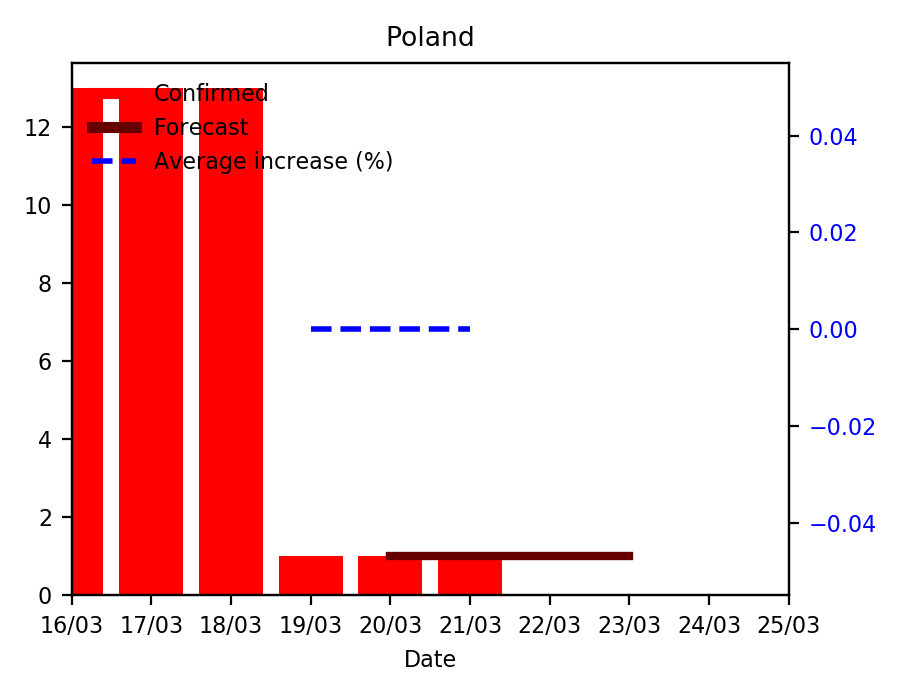 Poland
Confirmed
Forecast
Average increase (%)
12
10
8
6
4
2
0
0.04
0.02
0.00
−0.02
−0.04
16/03 17/03 18/03 19/03 20/03 21/03 22/03 23/03 24/03 25/03
Date